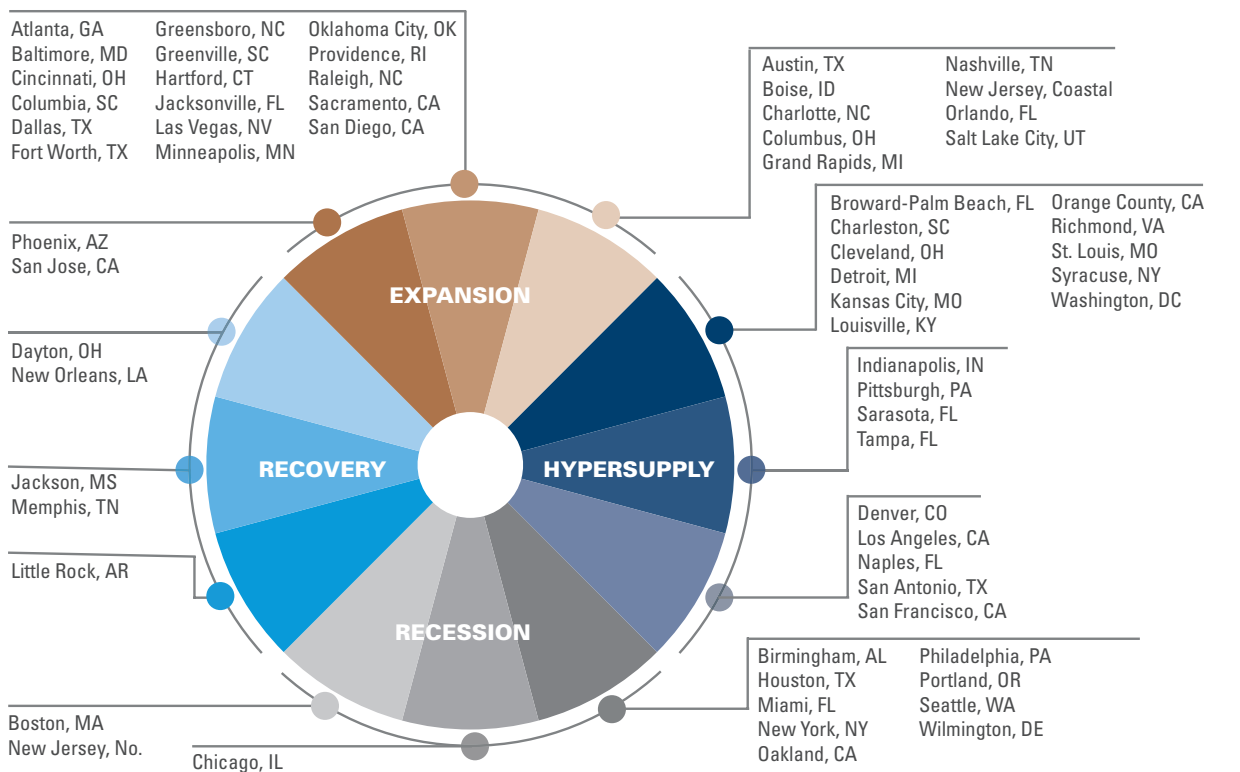 Atlanta, GA
Baltimore, MD
Cincinnati, OH
Columbia, SC
Dallas, TX
Fort Worth, TX
Greensboro, NC
Greenville, SC
Hartford, CT
Jacksonville, FL
Las Vegas, NV
Minneapolis, MN
Oklahoma City, OK
Providence, RI
Raleigh, NC
Sacramento, CA
San Diego, CA
Austin, TX
Boise, ID
Charlotte, NC
Columbus, OH
Grand Rapids, MI
Nashville, TN
New Jersey, Coastal
Orlando, FL
Salt Lake City, UT
Broward-Palm Beach, FL
Charleston, SC
Cleveland, OH
Detroit, MI
Kansas City, MO
Louisville, KY
Orange County, CA
Richmond, VA
St. Louis, MO
Syracuse, NY
Washington, DC
Phoenix, AZ
San Jose, CA
EXPANSION
Dayton, OH
New Orleans, LA
Indianapolis, IN
Pittsburgh, PA
Sarasota, FL
Tampa, FL
RECOVERY
HYPERSUPPLY
Jackson, MS
Memphis, TN
Denver, CO
Los Angeles, CA
Naples, FL
San Antonio, TX
San Francisco, CA
Little Rock, AR
RECESSION
Birmingham, AL
Houston, TX
Miami, FL
New York, NY
Oakland, CA
Philadelphia, PA
Portland, OR
Seattle, WA
Wilmington, DE
Boston, MA
New Jersey, No.
Chicago, IL